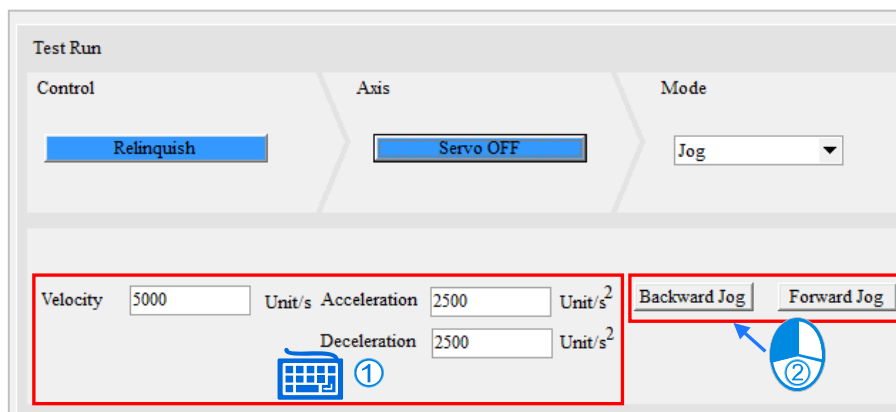 Test Run
Control Axis Mode
Relinquish Servo OFF Jog
Velocity 5000 Unit/s Acceleration 2500 Unit/s2 Backward Jog Forward Jog
Deceleration 2500 Unit/s2
1
2